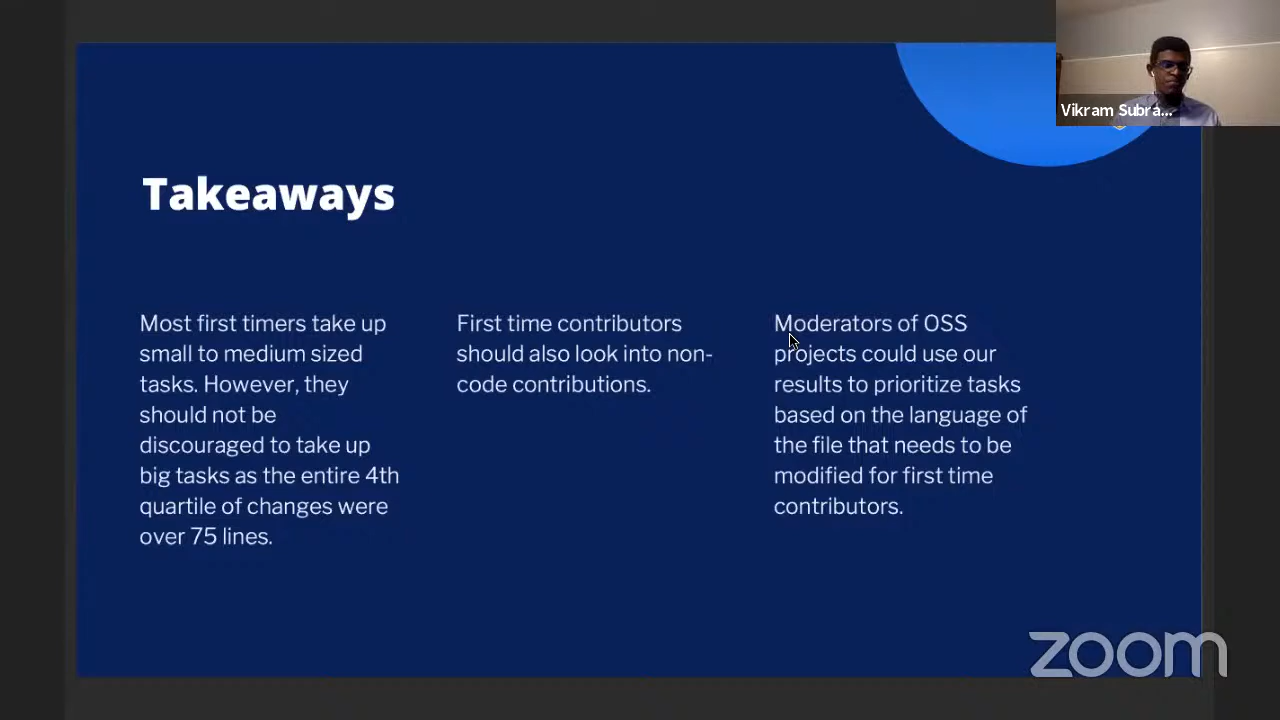 Vikram Subra...
Takeaways
Most first timers take up
small to medium sized
tasks. However, they
should not be
discouraged to take up
big tasks as the entire 4th
quartile of changes were
over 75 lines.
First time contributors
should also look into non-
code contributions.
Moderators of OSS
projects could use our
results to prioritize tasks
based on the language of
the file that needs to be
modified for first time
contributors.
zoom